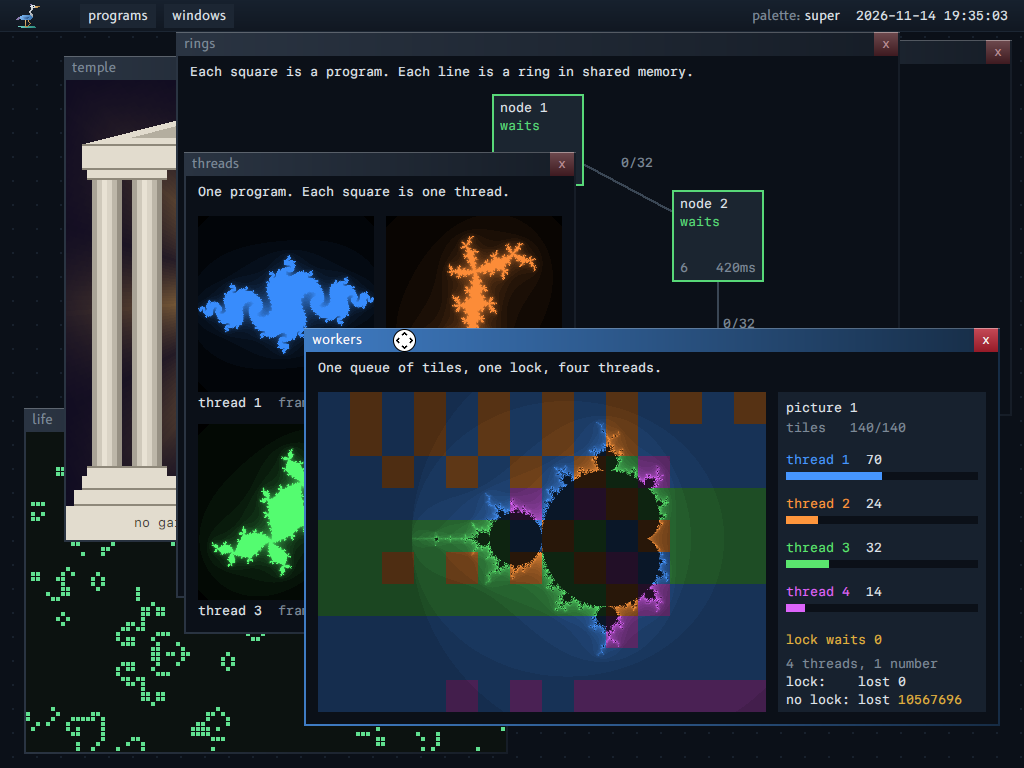 programs windows palette: super 2026-11-14 19:35:03
rings x
x
temple
Each square is a program. Each line is a ring in shared memory.
node 1
waits
0/32
node 2
waits
6 420ms
0/32
threads x
One program. Each square is one thread.
thread 1
thread 3
life
no
workers x
One queue of tiles, one lock, four threads.
picture 1
tiles 140/140
thread 1 70
thread 2 24
thread 3 32
thread 4 14
lock waits 0
4 threads, 1 number
lock: lost 0
no lock: lost 10567696